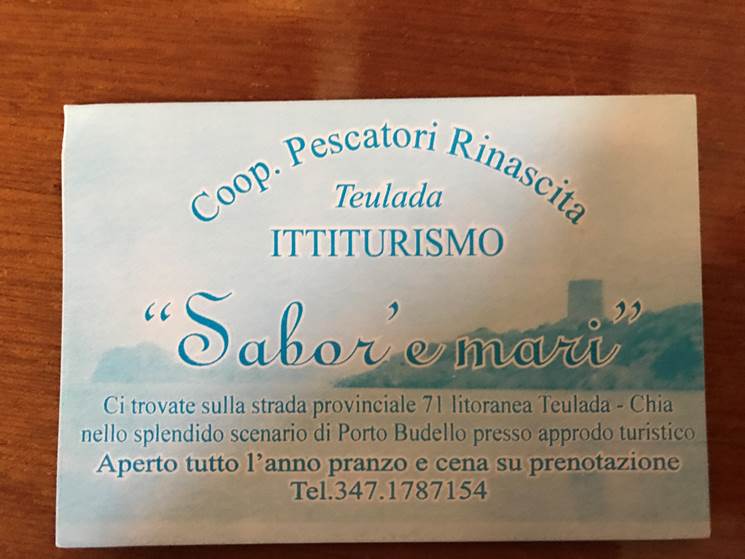 Coop. Pescatori Rinascita
Teulada
ITTITURISMO
"Sabor'e mari"
Ci trovate sulla strada provinciale 71 litoranea Teulada - Chia
nello splendido scenario di Porto Budello presso approdo turistico
Aperto tutto l'anno pranzo e cena su prenotazione
Tel.347.1787154